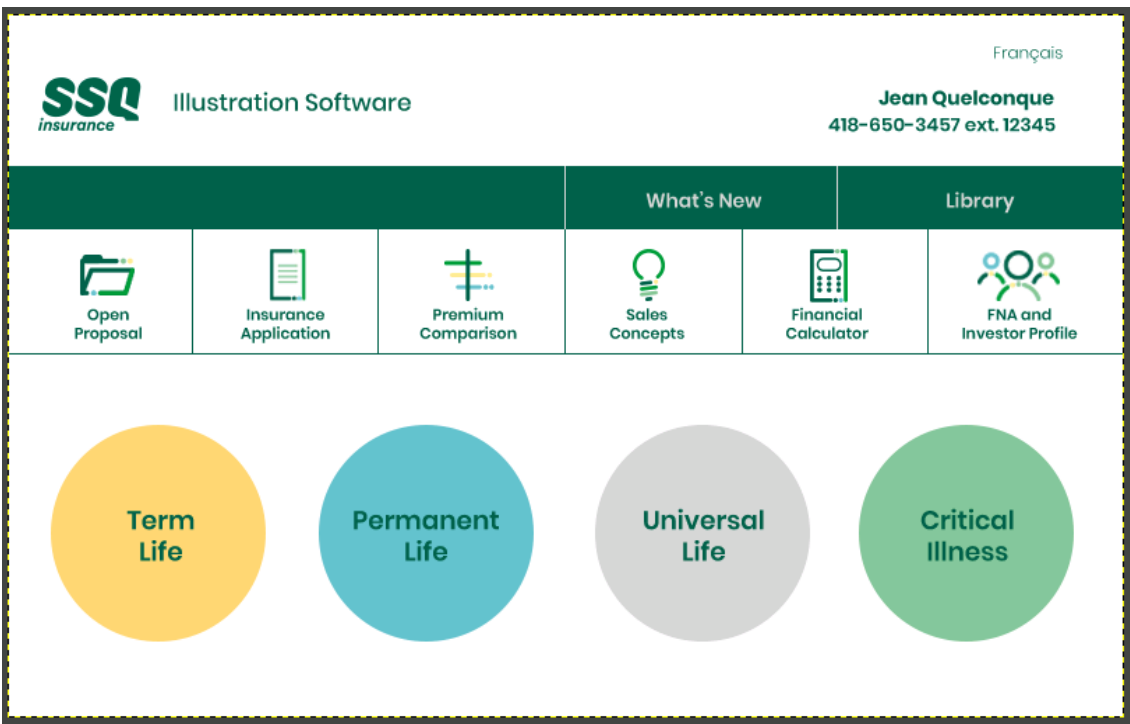 Français
SSQ
insurance
Illustration Software
Jean Quelconque
418-650-3457 ext. 12345
What's New
Library
Open
Proposal
Insurance
Application
Premium
Comparison
Sales
Concepts
Financial
Calculator
FNA and
Investor Profile
Term
Life
Permanent
Life
Universal
Life
Critical
Illness